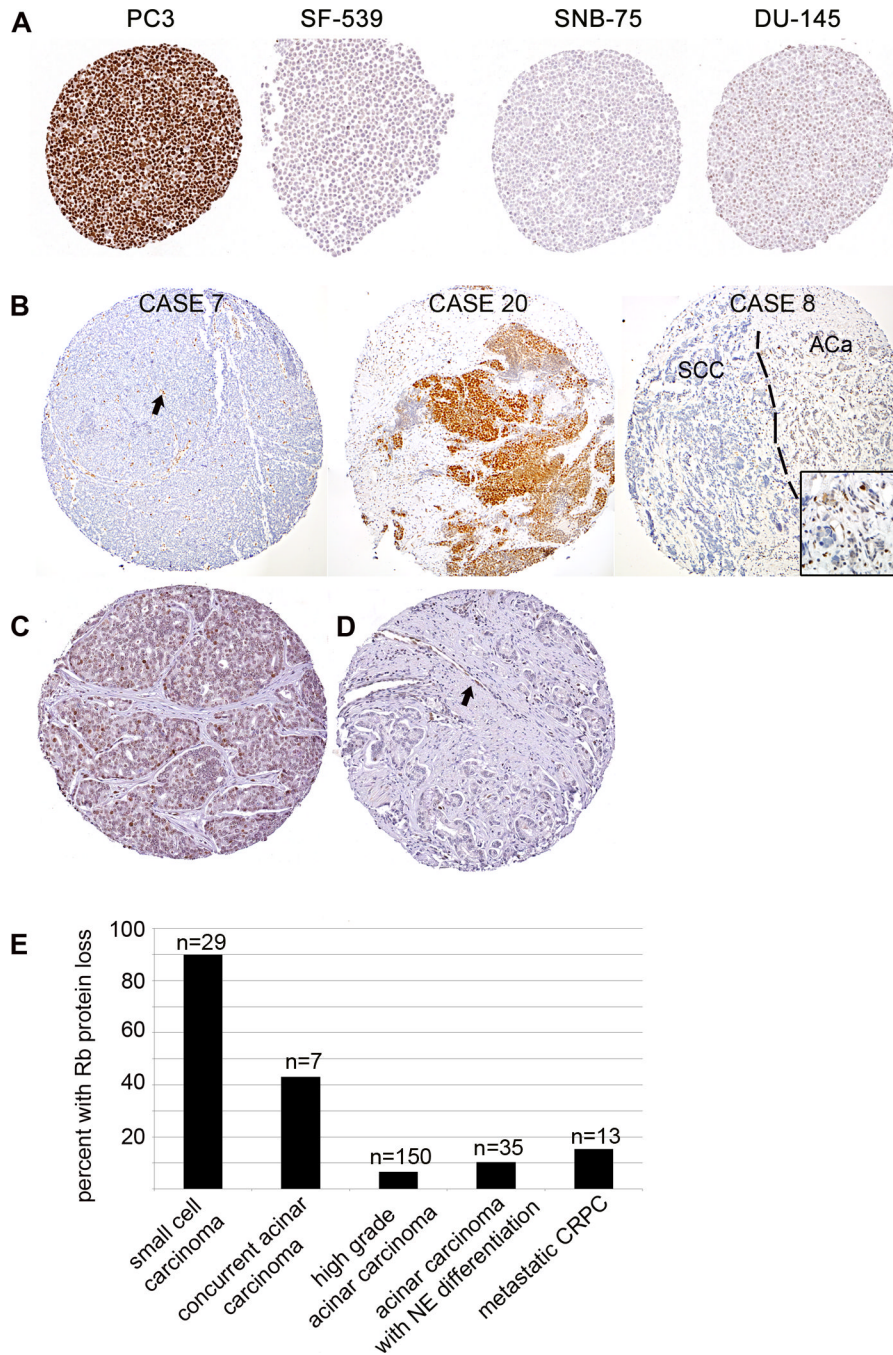 A
PC3
SF-539
SNB-75
DU-145
B
CASE 7
CASE 20
CASE 8
SCC
ACa
C
D
E
percent with Rb protein loss
100
80
60
40
20
n=29
n=7
n=150
n=35
n=13
small cell
carcinoma
concurrent acinar
carcinoma
high grade
acinar carcinoma
acinar carcinoma
with NE differentiation
metastatic CRPC